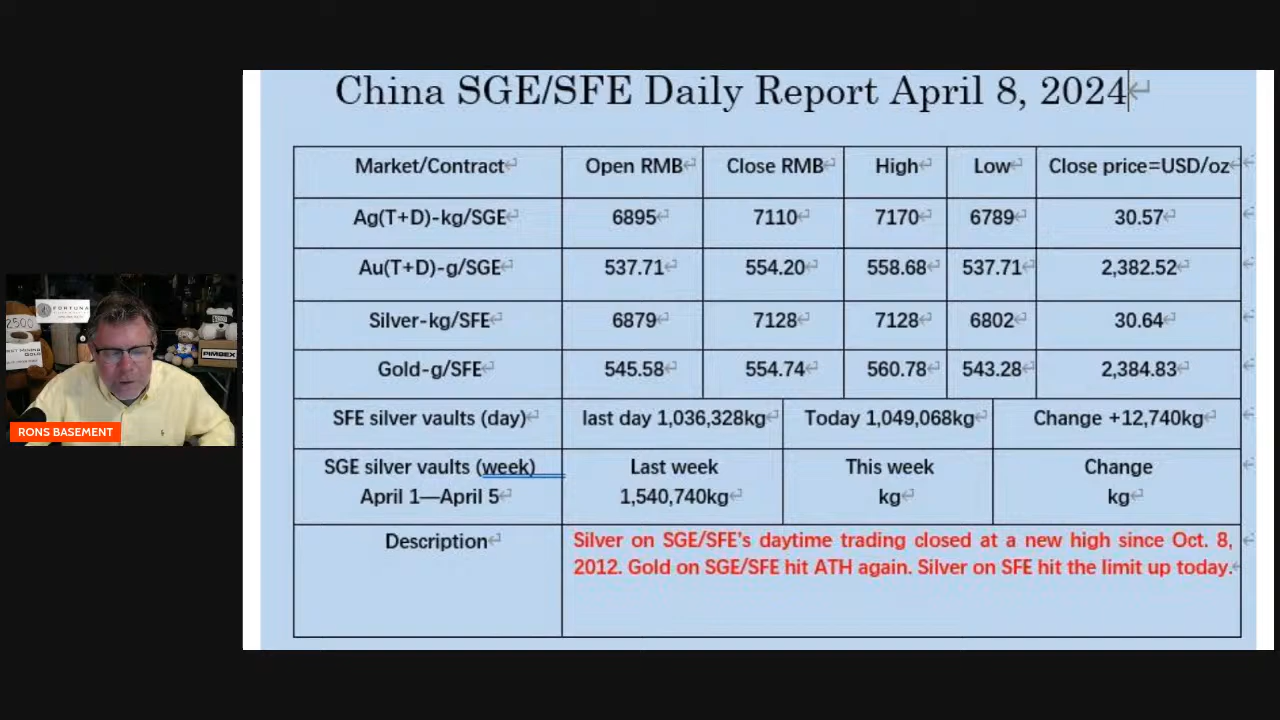 China SGE/SFE Daily Report April 8, 2024
Market/Contract Open RMB Close RMB High Low Close price=USD/oz
Ag(T+D)-kg/SGE 6895 7110 7170 6789 30.57
Au(T+D)-g/SGE 537.71 554.20 558.68 537.71 2,382.52
Silver-kg/SFE 6879 7128 7128 6802 30.64
Gold-g/SFE 545.58 554.74 560.78 543.28 2,384.83
SFE silver vaults (day) last day 1,036,328kg Today 1,049,068kg Change +12,740kg
SGE silver vaults (week) Last week This week Change
April 1—April 5 1,540,740kg kg kg
Description Silver on SGE/SFE's daytime trading closed at a new high since Oct. 8,
2012. Gold on SGE/SFE hit ATH again. Silver on SFE hit the limit up today.
FORTUNA
2500
PIMBEX
RONS BASEMENT